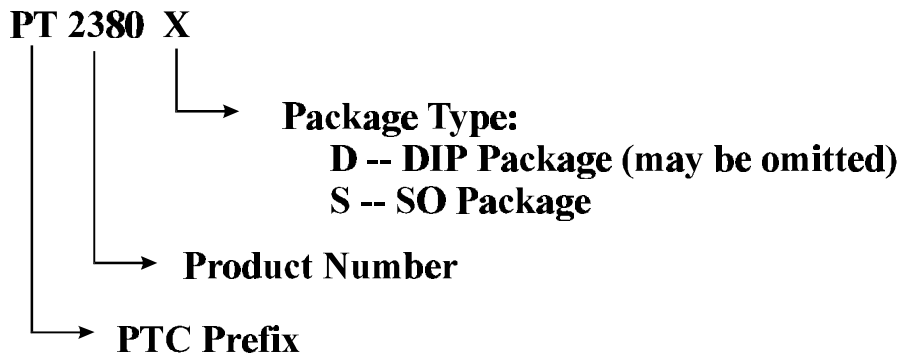 PT 2380 X
Package Type:
D -- DIP Package (may be omitted)
S -- SO Package
Product Number
PTC Prefix